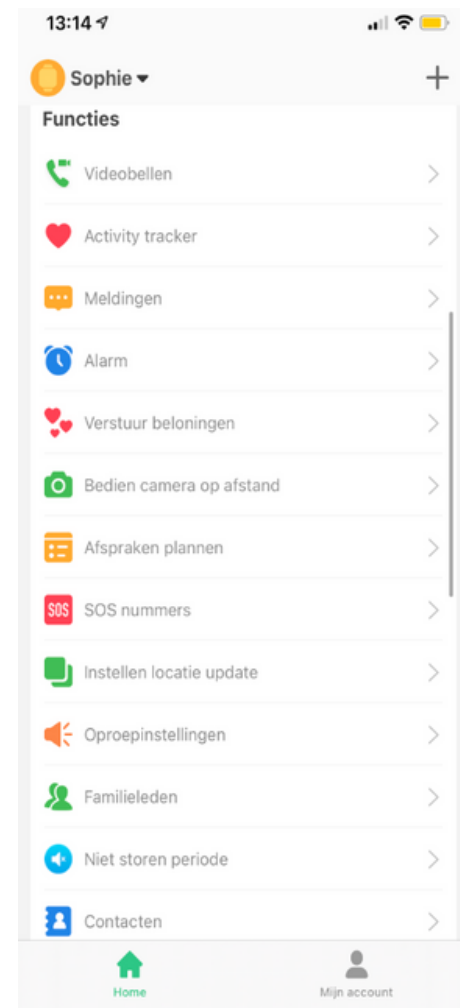 13:14
Sophie
Functies
Videobellen
Activity tracker
Meldingen
Alarm
Verstuur beloningen
Bedien camera op afstand
Afspraken plannen
SOS SOS nummers
Instellen locatie update
Oproepinstellingen
Familieleden
Niet storen periode
Contacten
Home Mijn account